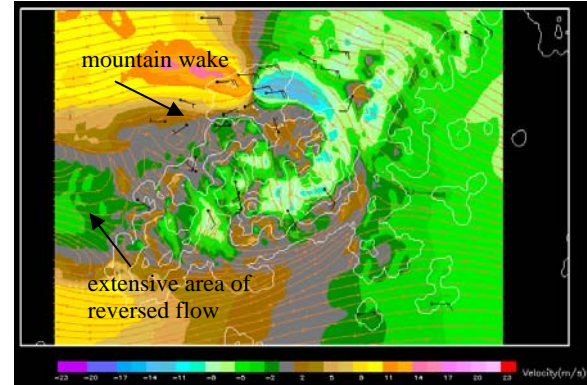 mountain wake
extensive area of
reversed flow
-23 -20 -17 -14 -11 -8 -5 -2 2 5 8 11 14 17 20 23 Velocity(m/s)